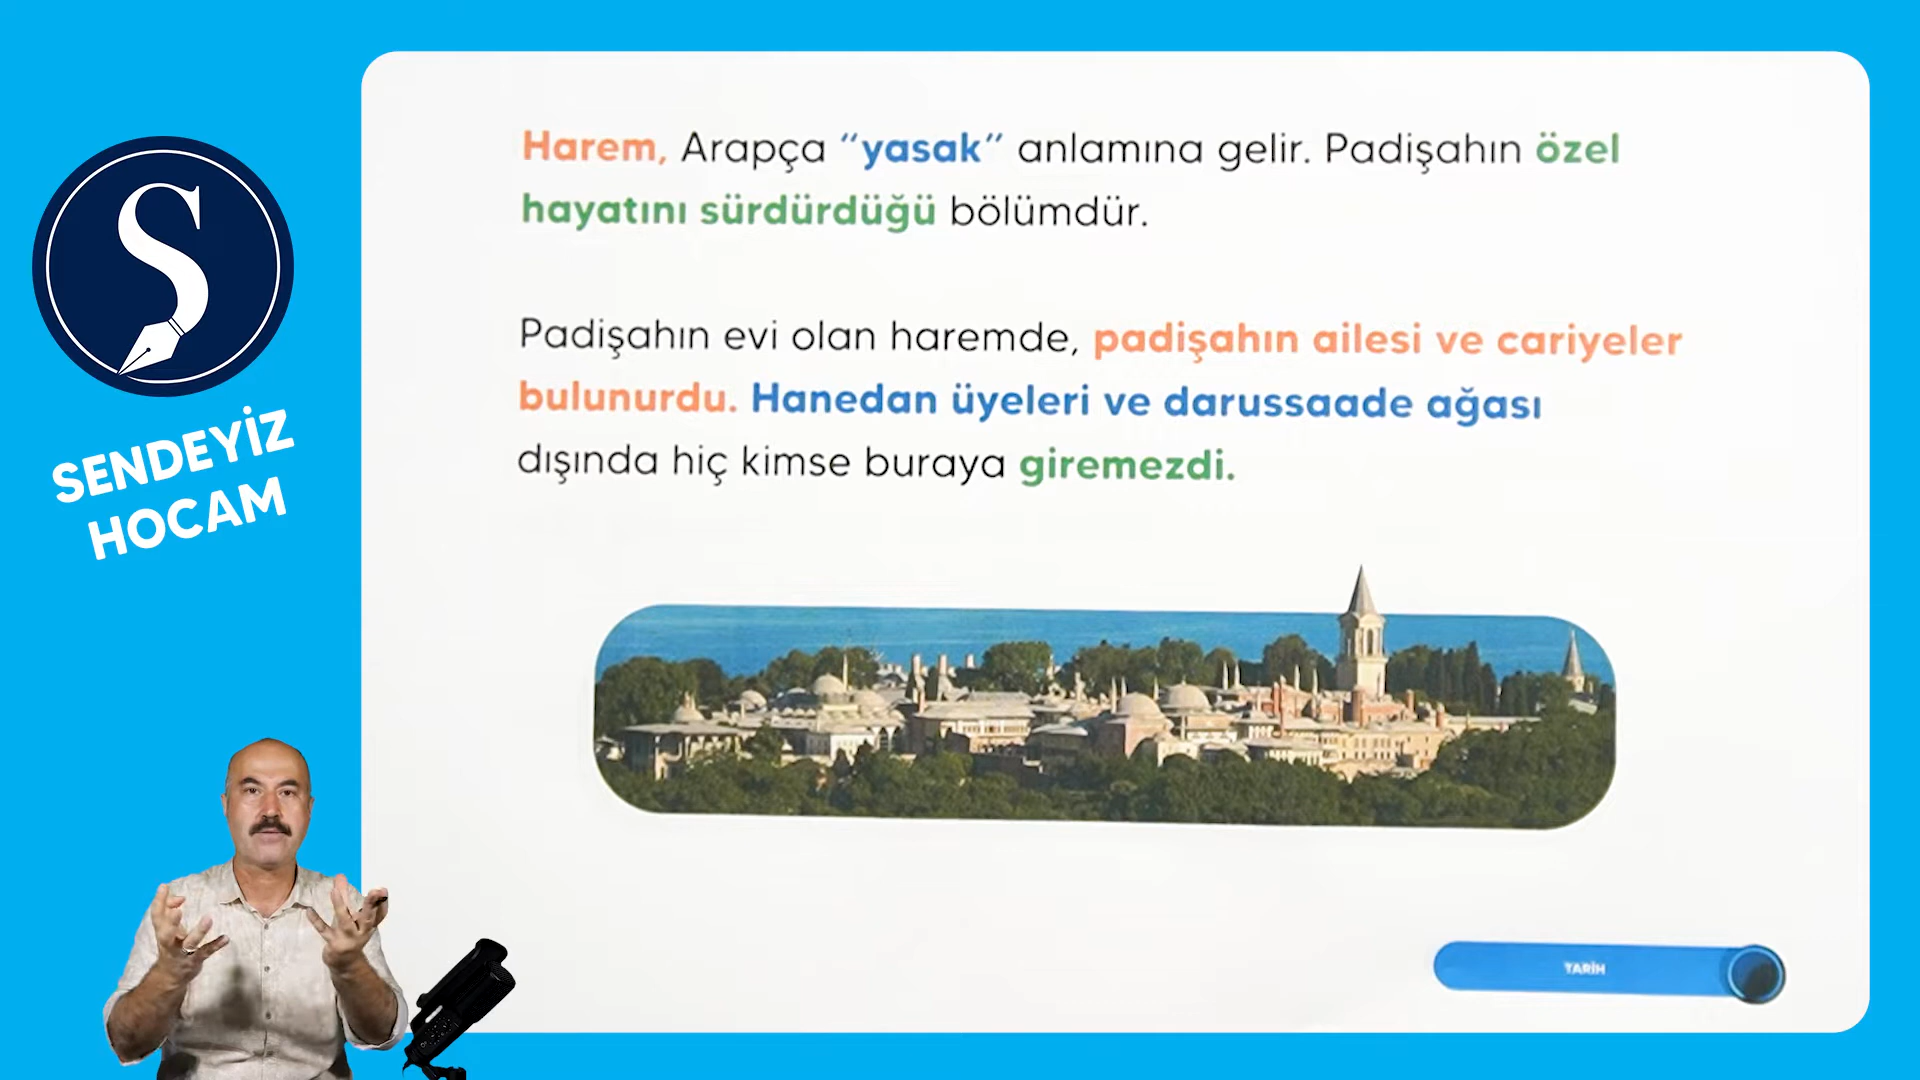 SENDEYİZ
HOCAM
Harem, Arapça “yasak” anlamına gelir. Padişahın özel
hayatını sürdürdüğü bölümdür.
Padişahın evi olan haremde, padişahın ailesi ve cariyeler
bulunurdu. Hanedan üyeleri ve darussaade ağası
dışında hiç kimse buraya giremezdi.
TARİH